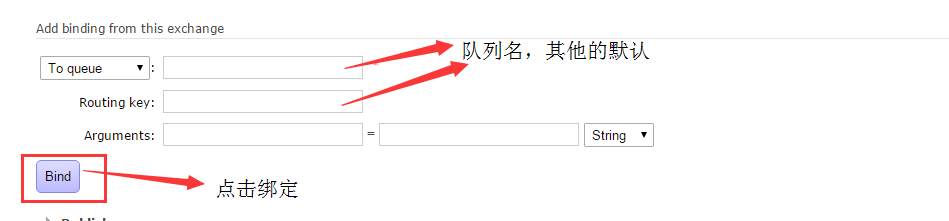 Add binding from this exchange
To queue :
队列名，其他的默认
Routing key:
Arguments: = String
Bind
点击绑定